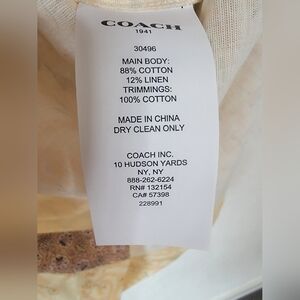 COACH
1941
30496
MAIN BODY:
88% COTTON
12% LINEN
TRIMMINGS:
100% COTTON
MADE IN CHINA
DRY CLEAN ONLY
COACH INC.
10 HUDSON YARDS
NY, NY
888-262-6224
RN# 132154
CA# 57398
228991